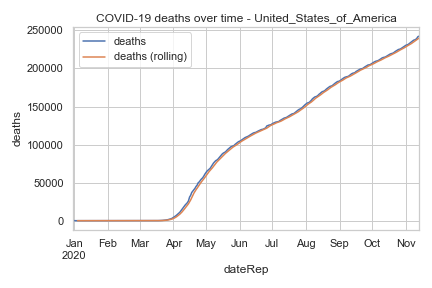 COVID-19 deaths over time - United_States_of_America
deaths
deaths (rolling)
250000
200000
150000
100000
50000
0
deaths
Jan Feb Mar Apr May Jun Jul Aug Sep Oct Nov
2020
dateRep